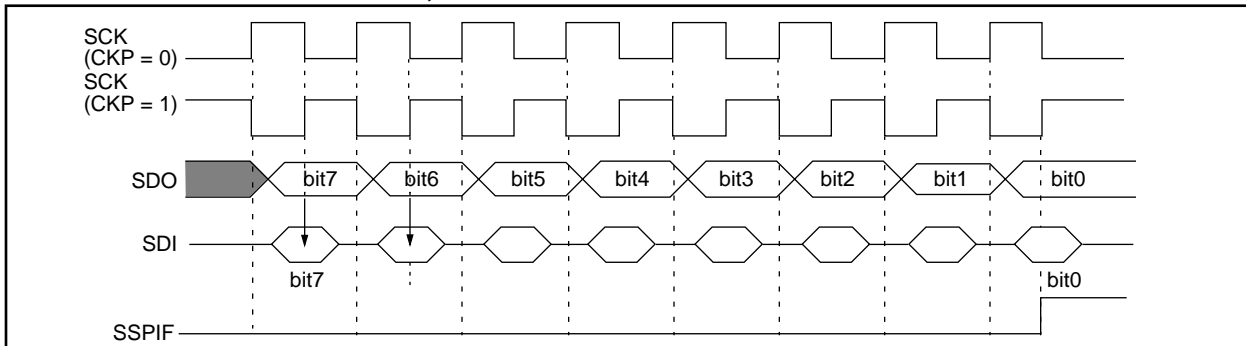 SCK
(CKP = 0)
SCK
(CKP = 1)
SDO bit7 bit6 bit5 bit4 bit3 bit2 bit1 bit0
SDI
bit7 bit0
SSPIF